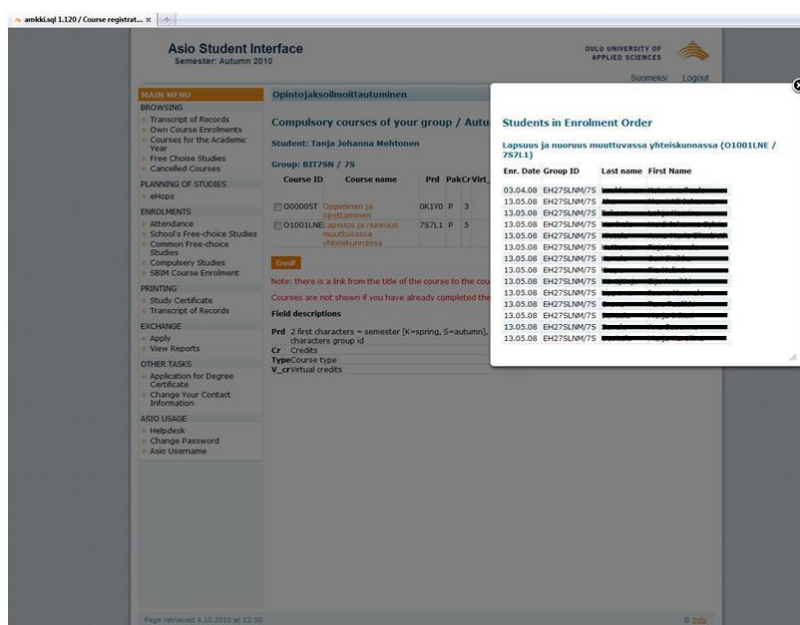 amkki.sql 1.120 / Course registrat...
Asio Student Interface
Semester: Autumn 2010
OULU UNIVERSITY OF
APPLIED SCIENCES
Suomeksi Logout
MAIN MENU
BROWSING
Transcript of Records
Own Course Enrolments
Courses for the Academic
Year
Free Choise Studies
Cancelled Courses
PLANNING OF STUDIES
eHops
ENROLMENTS
Attendance
School's Free-choice Studies
Common Free-choice
Studies
Compulsery Studies
SBIM Course Enrolment
PRINTING
Study Certificate
Transcript of Records
EXCHANGE
Apply
View Reports
OTHER TASKS
Application for Degree
Certificate
Change Your Contact
Information
ASIO USAGE
Helpdesk
Change Password
Asio Username
Opintojaksoilmoittautuminen
Compulsory courses of your group / Autu
Student: Tanja Johanna Mehtonen
Group: BIT7SN / 7S
Course ID Course name Prd Pak Cr Virt_
O0000ST Oppiminen ja
opettaminen
0K1Y0 P 3
O1001LNE Lapsuus ja nuoruus
muuttuvassa
yhteiskunnassa
7S7L1 P 5
Enroll
Note: there is a link from the title of the course to the cou
Courses are not shown if you have already completed the
Field descriptions
Prd 2 first characters = semester [K=spring, S=autumn],
characters group id
Cr Credits
Type Course type
V_cr Virtual credits
Students in Enrolment Order
Lapsuus ja nuoruus muuttuvassa yhteiskunnassa (O1001LNE /
7S7L1)
Enr. Date Group ID Last name First Name
03.04.08 EH27SLNM/7S
13.05.08 EH27SLNM/7S
13.05.08 EH27SLNM/7S
13.05.08 EH27SLNM/7S
13.05.08 EH27SLNM/7S
13.05.08 EH27SLNM/7S
13.05.08 EH27SLNM/7S
13.05.08 EH27SLNM/7S
13.05.08 EH27SLNM/7S
13.05.08 EH27SLNM/7S
13.05.08 EH27SLNM/7S
13.05.08 EH27SLNM/7S
13.05.08 EH27SLNM/7S
13.05.08 EH27SLNM/7S
Page retrieved 4.10.2010 at 12:50
© Info